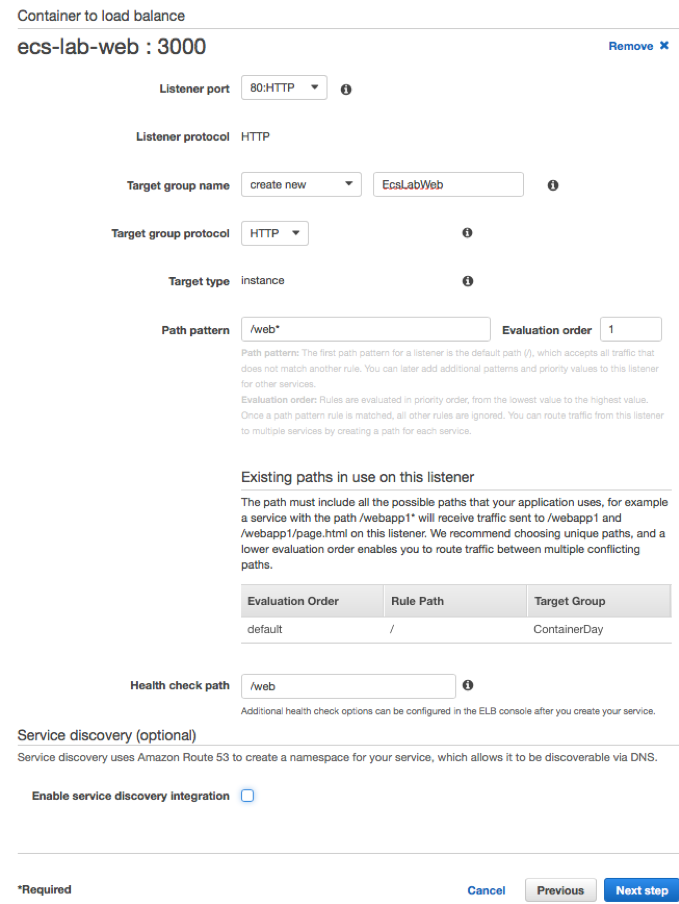 Container to load balance
ecs-lab-web : 3000
Remove ✖
Listener port 80:HTTP
Listener protocol HTTP
Target group name create new EcsLabWeb
Target group protocol HTTP
Target type instance
Path pattern /web* Evaluation order 1
Path pattern: The first path pattern for a listener is the default path (/), which accepts all traffic that
does not match another rule. You can later add additional patterns and priority values to this listener
for other services.
Evaluation order: Rules are evaluated in priority order, from the lowest value to the highest value.
Once a path pattern rule is matched, all other rules are ignored. You can route traffic from this listener
to multiple services by creating a path for each service.
Existing paths in use on this listener
The path must include all the possible paths that your application uses, for example
a service with the path /webapp1* will receive traffic sent to /webapp1 and
/webapp1/page.html on this listener. We recommend choosing unique paths, and a
lower evaluation order enables you to route traffic between multiple conflicting
paths.
Evaluation Order Rule Path Target Group
default / ContainerDay
Health check path /web
Additional health check options can be configured in the ELB console after you create your service.
Service discovery (optional)
Service discovery uses Amazon Route 53 to create a namespace for your service, which allows it to be discoverable via DNS.
Enable service discovery integration
*Required Cancel Previous Next step